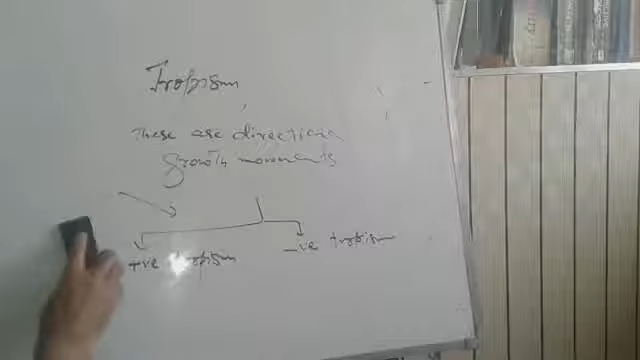 Tropism
These are directional
growth movements
+ve tropism
-ve tropism